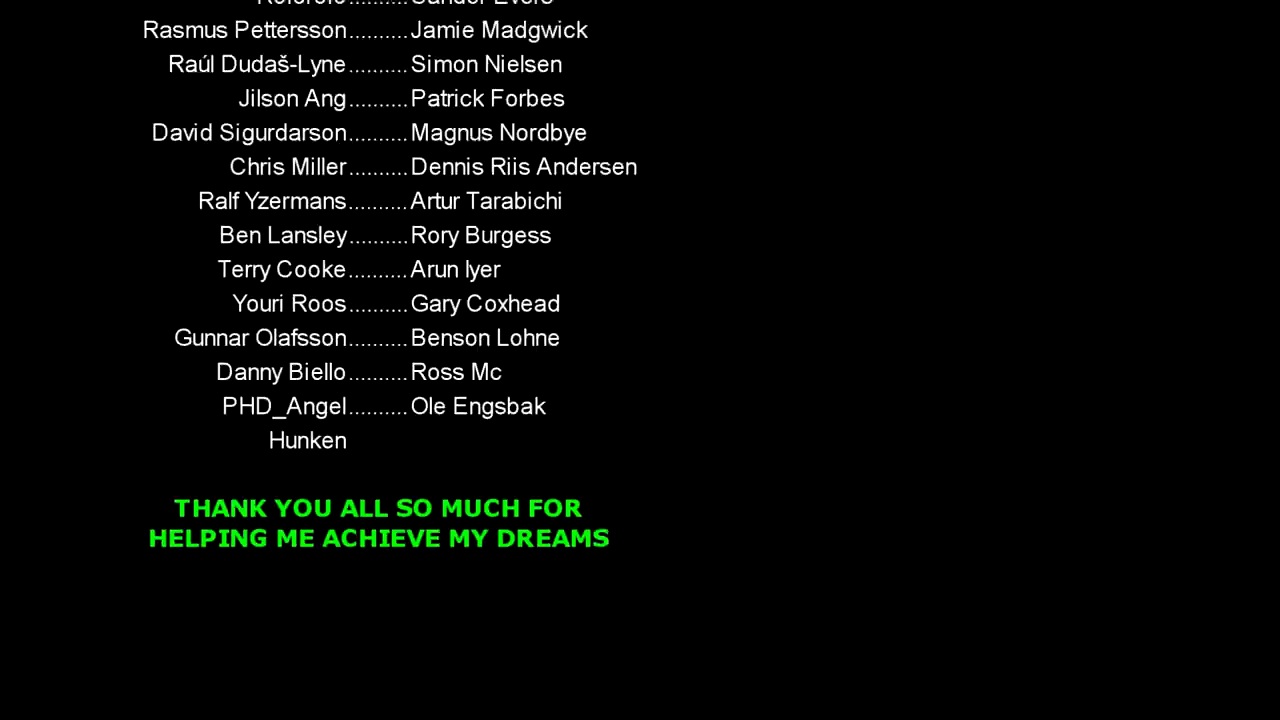 Rasmus Pettersson..........Jamie Madgwick
Raúl Dudaš-Lyne..........Simon Nielsen
Jilson Ang..........Patrick Forbes
David Sigurdarson..........Magnus Nordbye
Chris Miller..........Dennis Riis Andersen
Ralf Yzermans..........Artur Tarabichi
Ben Lansley..........Rory Burgess
Terry Cooke..........Arun Iyer
Youri Roos..........Gary Coxhead
Gunnar Olafsson..........Benson Lohne
Danny Biello..........Ross Mc
PHD_Angel..........Ole Engsbak
Hunken
THANK YOU ALL SO MUCH FOR
HELPING ME ACHIEVE MY DREAMS